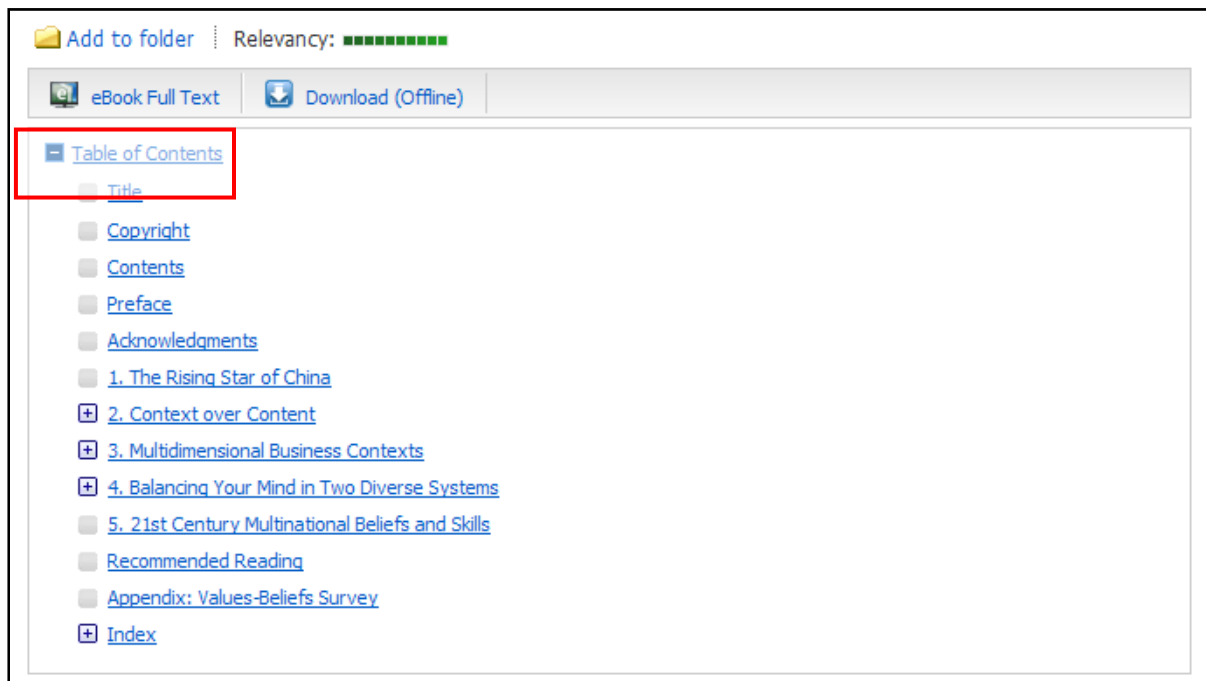 Add to folder Relevancy:
eBook Full Text Download (Offline)
Table of Contents
Title
Copyright
Contents
Preface
Acknowledgments
1. The Rising Star of China
2. Context over Content
3. Multidimensional Business Contexts
4. Balancing Your Mind in Two Diverse Systems
5. 21st Century Multinational Beliefs and Skills
Recommended Reading
Appendix: Values-Beliefs Survey
Index